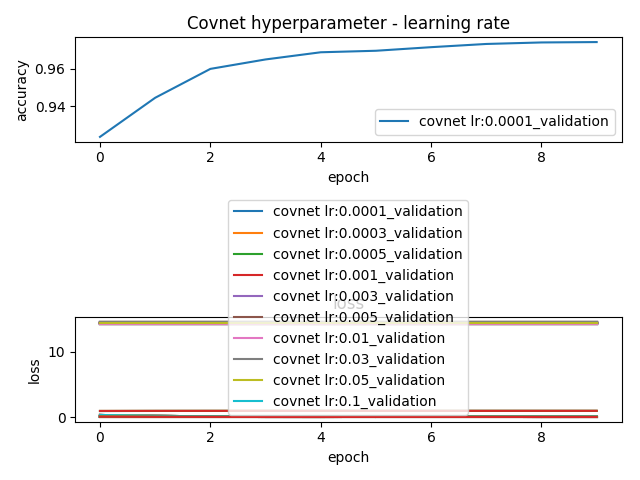 Covnet hyperparameter - learning rate
accuracy
0.96
0.94
covnet lr:0.0001_validation
0 2 4 6 8
epoch
covnet lr:0.0001_validation
covnet lr:0.0003_validation
covnet lr:0.0005_validation
covnet lr:0.001_validation
covnet lr:0.003_validation
loss
covnet lr:0.005_validation
covnet lr:0.01_validation
covnet lr:0.03_validation
covnet lr:0.05_validation
covnet lr:0.1_validation
loss
10
0
0 2 4 6 8
epoch